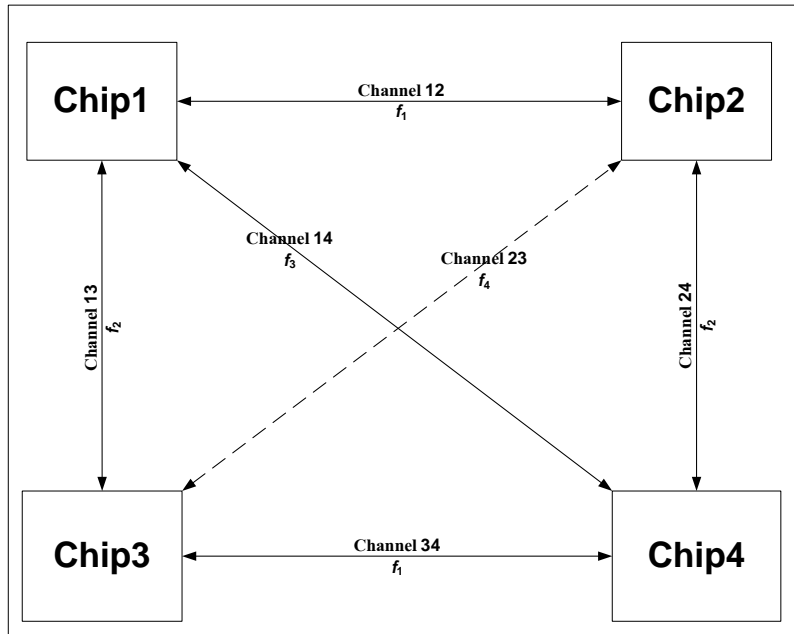 Chip1
Channel 12
f₁
Chip2
Channel 14
f₃
Channel 23
f₄
Channel 13
f₂
Channel 24
f₂
Chip3
Channel 34
f₁
Chip4